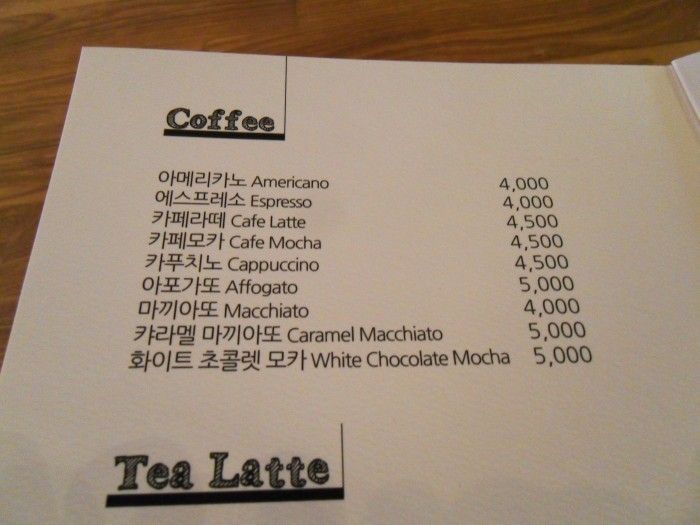 Coffee
아메리카노 Americano 4,000
에스프레소 Espresso 4,000
카페라떼 Cafe Latte 4,500
카페모카 Cafe Mocha 4,500
카푸치노 Cappuccino 4,500
아포가또 Affogato 5,000
마끼아또 Macchiato 4,000
캬라멜 마끼아또 Caramel Macchiato 5,000
화이트 초콜렛 모카 White Chocolate Mocha 5,000
Tea Latte